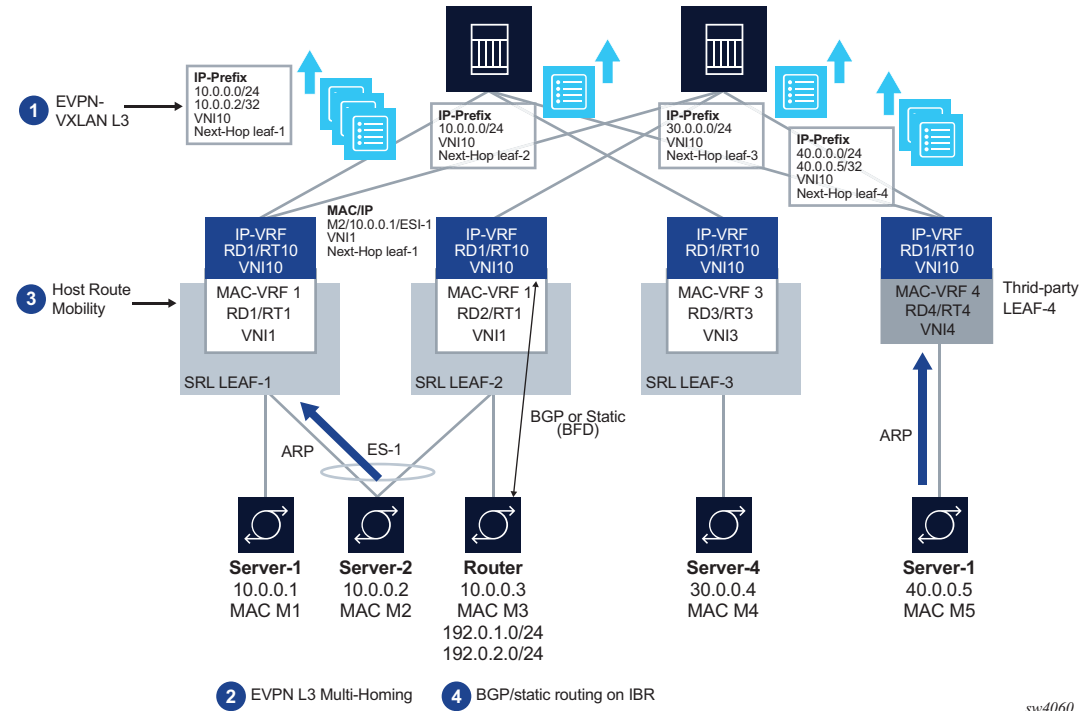 1
EVPN-
VXLAN L3
IP-Prefix
10.0.0.0/24
10.0.0.2/32
VNI10
Next-Hop leaf-1
IP-Prefix
10.0.0.0/24
VNI10
Next-Hop leaf-2
IP-Prefix
30.0.0.0/24
VNI10
Next-Hop leaf-3
IP-Prefix
40.0.0.0/24
40.0.0.5/32
VNI10
Next-Hop leaf-4
MAC/IP
M2/10.0.0.1/ESI-1
VNI1
Next-Hop leaf-1
IP-VRF
RD1/RT10
VNI10
IP-VRF
RD1/RT10
VNI10
IP-VRF
RD1/RT10
VNI10
IP-VRF
RD1/RT10
VNI10
3
Host Route
Mobility
MAC-VRF 1
RD1/RT1
VNI1
SRL LEAF-1
MAC-VRF 1
RD2/RT1
VNI1
SRL LEAF-2
MAC-VRF 3
RD3/RT3
VNI3
SRL LEAF-3
MAC-VRF 4
RD4/RT4
VNI4
Thrid-party
LEAF-4
BGP or Static
(BFD)
ARP
ES-1
ARP
Server-1
10.0.0.1
MAC M1
Server-2
10.0.0.2
MAC M2
Router
10.0.0.3
MAC M3
192.0.1.0/24
192.0.2.0/24
Server-4
30.0.0.4
MAC M4
Server-1
40.0.0.5
MAC M5
2
EVPN L3 Multi-Homing
4
BGP/static routing on IBR
sw4060